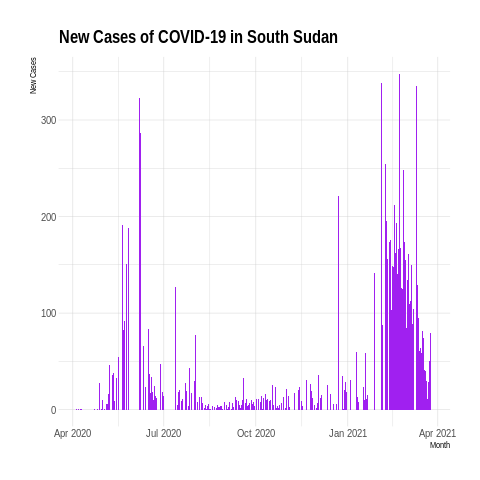 New Cases of COVID-19 in South Sudan
New Cases
300
200
100
0
Apr 2020 Jul 2020 Oct 2020 Jan 2021 Apr 2021
Month